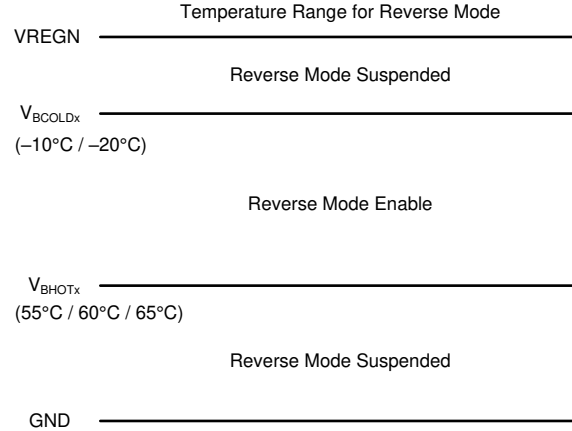 Temperature Range for Reverse Mode
VREGN
Reverse Mode Suspended
VBCOLDx
(–10°C / –20°C)
Reverse Mode Enable
VBHOTx
(55°C / 60°C / 65°C)
Reverse Mode Suspended
GND